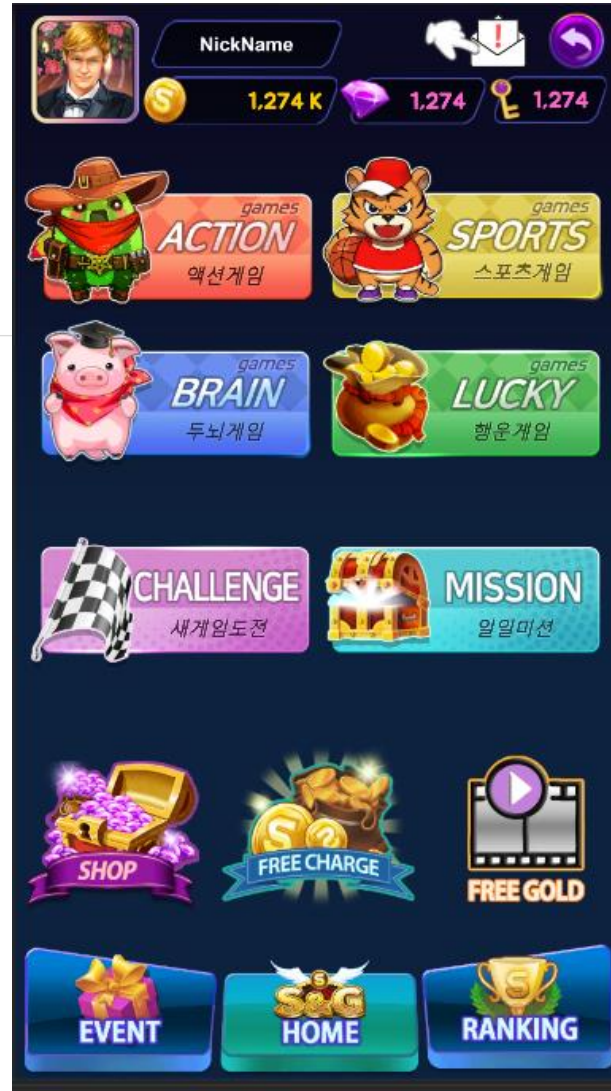 NickName
1,274 K
1,274
1,274
games
ACTION
액션게임
games
SPORTS
스포츠게임
games
BRAIN
두뇌게임
games
LUCKY
행운게임
CHALLENGE
새게임도전
MISSION
일일미션
SHOP
FREE CHARGE
FREE GOLD
EVENT
S&G
HOME
RANKING